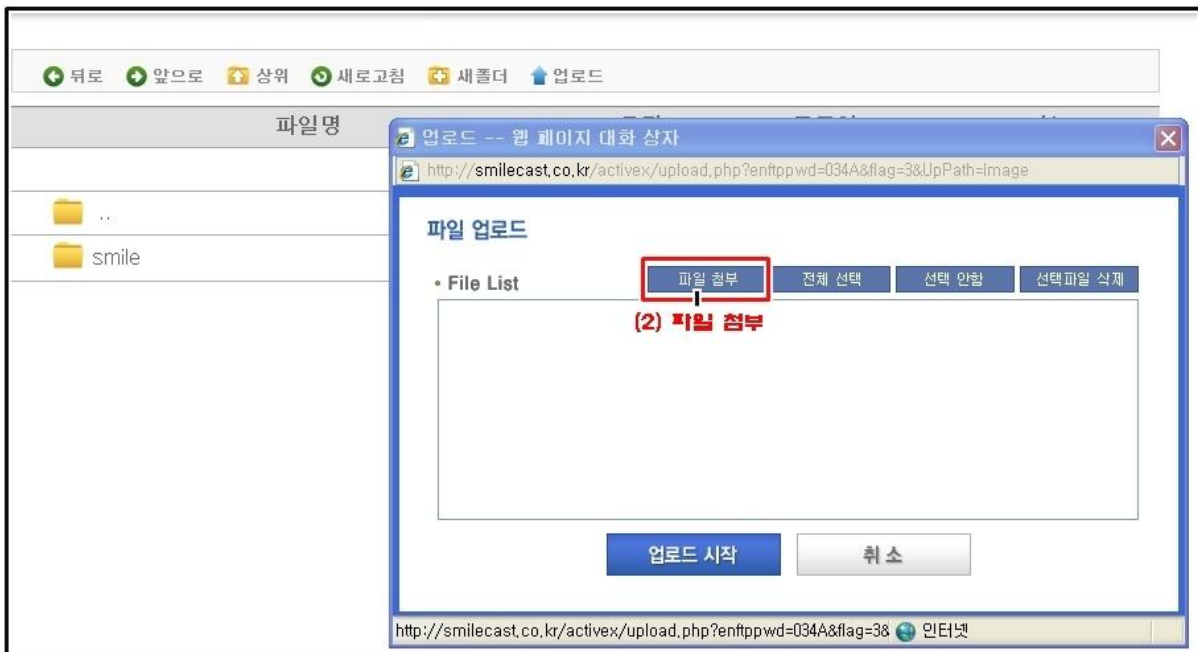 뒤로 앞으로 상위 새로고침 새폴더 업로드
파일명
..
smile
업로드 -- 웹 페이지 대화 상자
http://smilecast.co.kr/activex/upload.php?enftppwd=034A&flag=3&UpPath=Image
파일 업로드
• File List 파일 첨부 전체 선택 선택 안함 선택파일 삭제
(2) 파일 첨부
업로드 시작 취 소
http://smilecast.co.kr/activex/upload.php?enftppwd=034A&flag=3& 인터넷